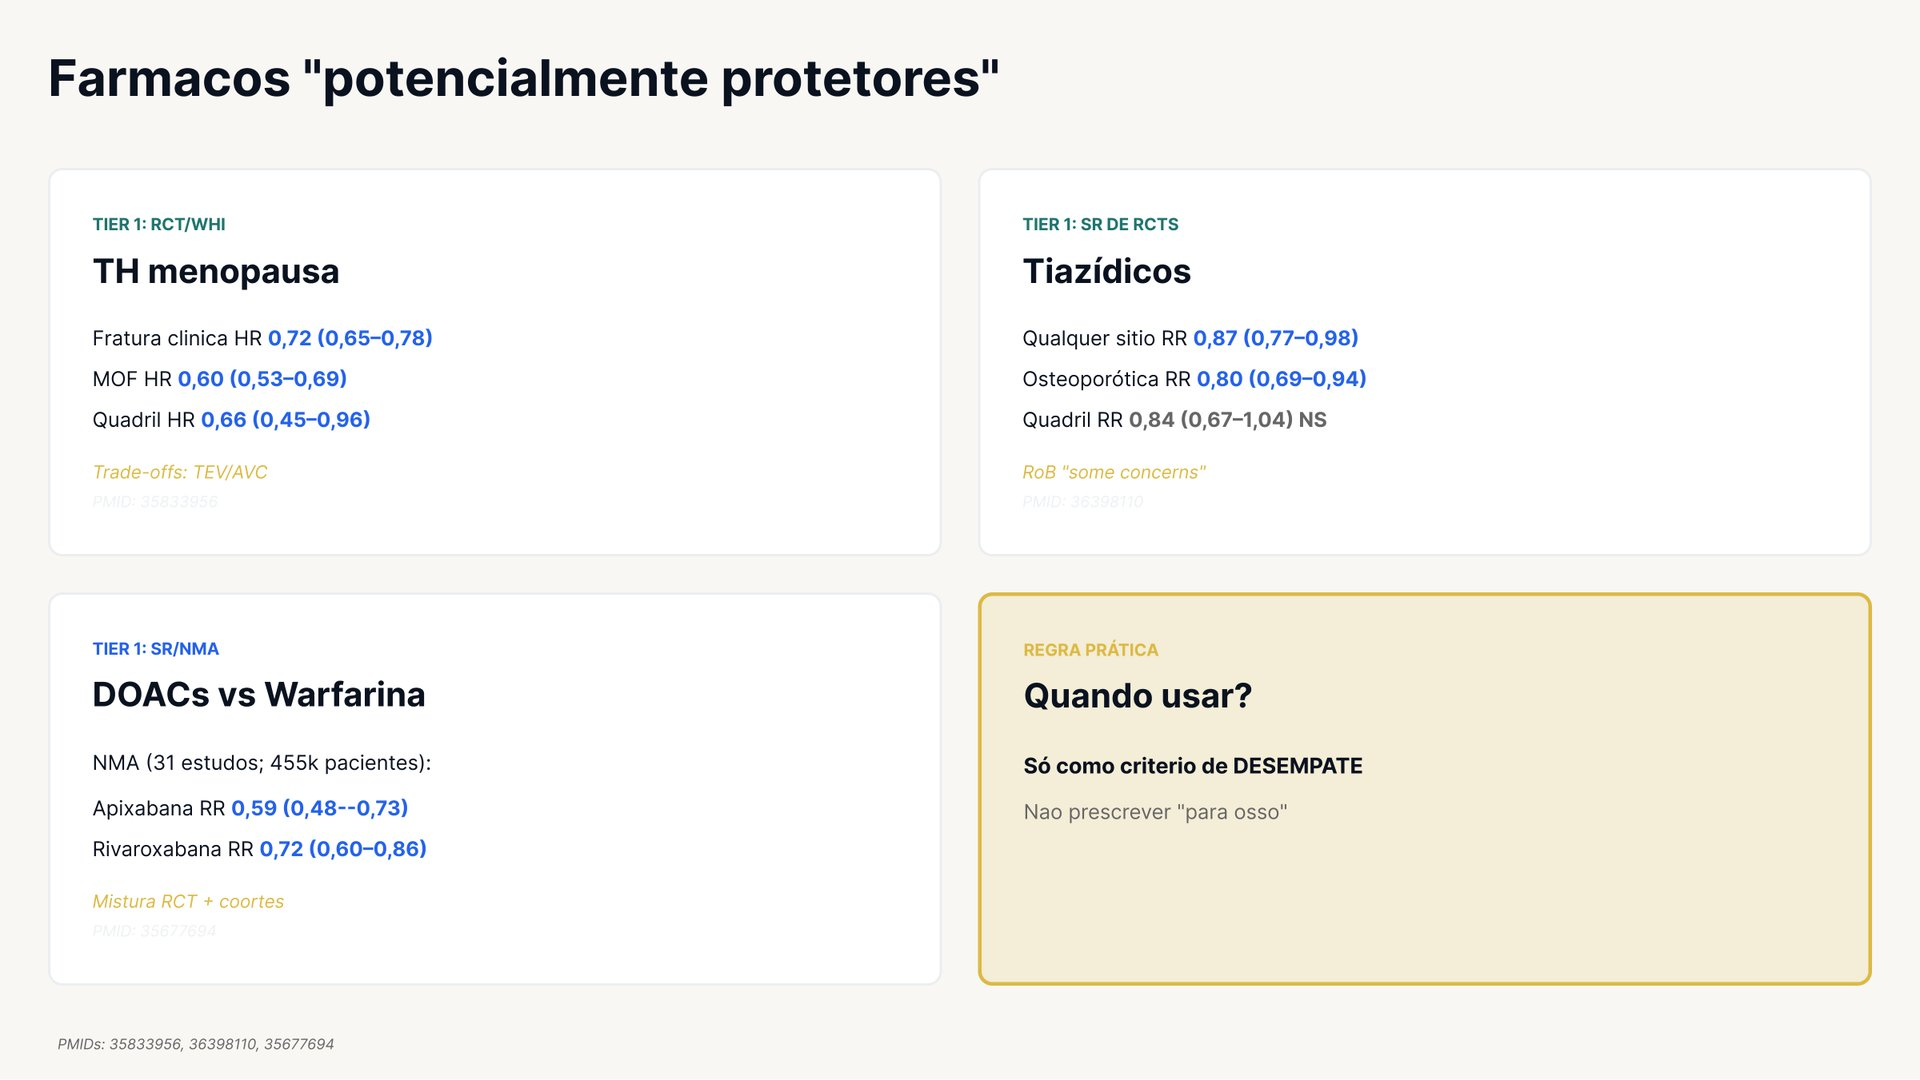 Farmacos "potencialmente protetores"
TIER 1: RCT/WHI
TH menopausa
Fratura clinica HR 0,72 (0,65–0,78)
MOF HR 0,60 (0,53–0,69)
Quadril HR 0,66 (0,45–0,96)
Trade-offs: TEV/AVC
PMID: 35833956
TIER 1: SR DE RCTS
Tiazídicos
Qualquer sitio RR 0,87 (0,77–0,98)
Osteoporótica RR 0,80 (0,69–0,94)
Quadril RR 0,84 (0,67–1,04) NS
RoB "some concerns"
PMID: 36398110
TIER 1: SR/NMA
DOACs vs Warfarina
NMA (31 estudos; 455k pacientes):
Apixabana RR 0,59 (0,48--0,73)
Rivaroxabana RR 0,72 (0,60–0,86)
Mistura RCT + coortes
PMID: 35677694
REGRA PRÁTICA
Quando usar?
Só como criterio de DESEMPATE
Nao prescrever "para osso"
PMIDs: 35833956, 36398110, 35677694